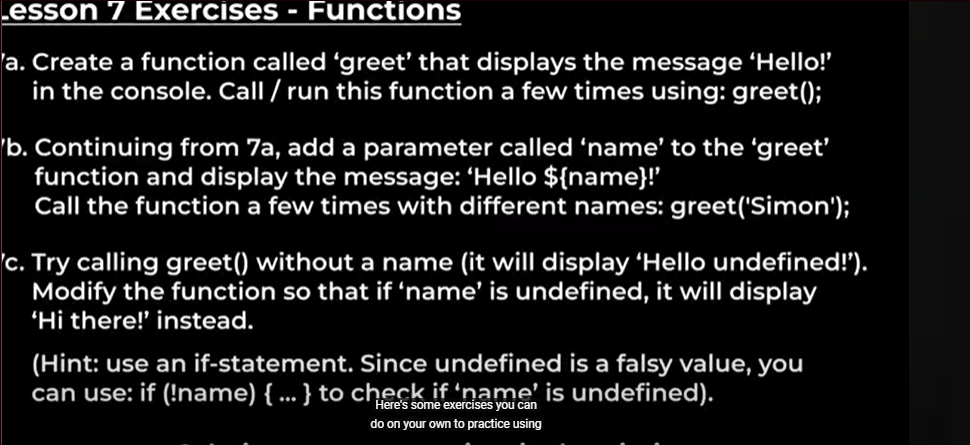 Lesson 7 Exercises - Functions
7a. Create a function called ‘greet’ that displays the message ‘Hello!’
in the console. Call / run this function a few times using: greet();
7b. Continuing from 7a, add a parameter called ‘name’ to the ‘greet’
function and display the message: ‘Hello ${name}!’
Call the function a few times with different names: greet('Simon');
7c. Try calling greet() without a name (it will display ‘Hello undefined!’).
Modify the function so that if ‘name’ is undefined, it will display
‘Hi there!’ instead.
(Hint: use an if-statement. Since undefined is a falsy value, you
can use: if (!name) { ... } to check if ‘name’ is undefined).
Here's some exercises you can
do on your own to practice using